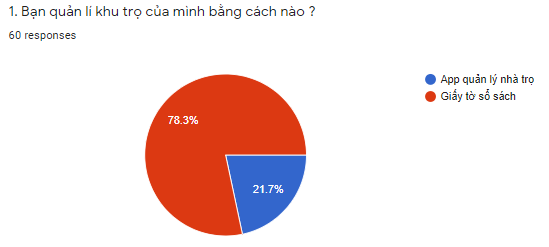 1. Bạn quản lí khu trọ của mình bằng cách nào ?
60 responses
App quản lý nhà trọ
Giấy tờ sổ sách
78.3%
21.7%